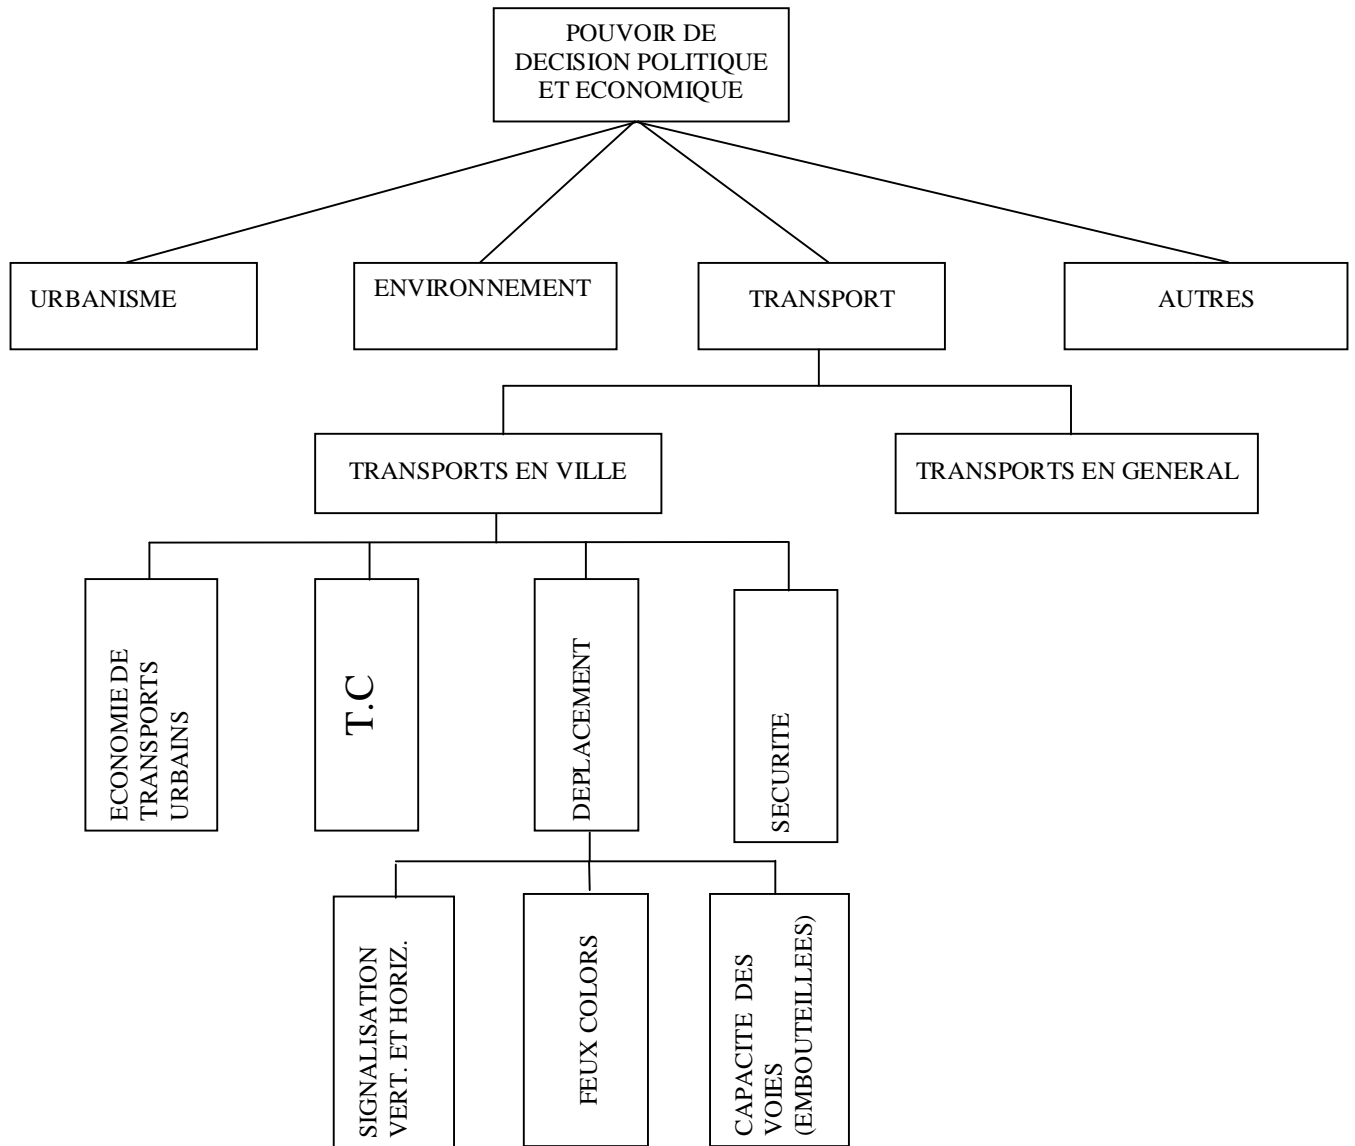 POUVOIR DE
DECISION POLITIQUE
ET ECONOMIQUE
URBANISME
ENVIRONNEMENT
TRANSPORT
AUTRES
TRANSPORTS EN VILLE
TRANSPORTS EN GENERAL
ECONOMIE DE
TRANSPORTS
URBAINS
T.C
DEPLACEMENT
SECURITE
SIGNALISATION
VERT. ET HORIZ.
FEUX COLORS
CAPACITE DES
VOIES
(EMBOUTEILLEES)